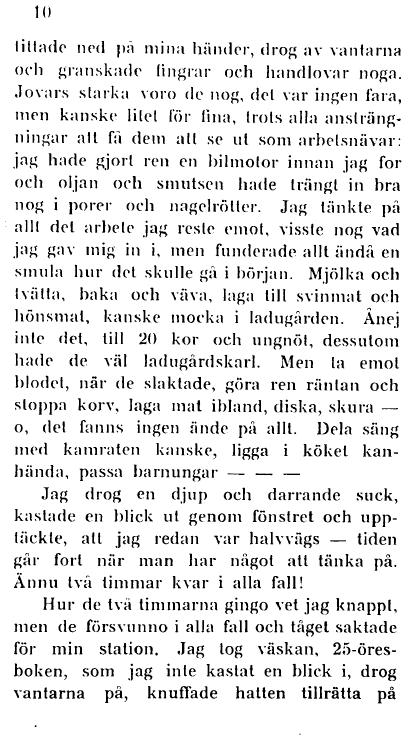 10
tittade ned på mina händer, drog av vantarna
och granskade fingrar och handlovar noga.
Jovars starka voro de nog, det var ingen fara,
men kanske litet för fina, trots alla ansträng-
ningar att få dem att se ut som arbetsnävar:
jag hade gjort ren en bilmotor innan jag for
och oljan och smutsen hade trängt in bra
nog i porer och nagelrötter. Jag tänkte på
allt det arbete jag reste emot, visste nog vad
jag gav mig in i, men funderade allt ändå en
smula hur det skulle gå i början. Mjölka och
tvätta, baka och väva, laga till svinmat och
hönsmat, kanske mocka i ladugården. Ånej
inte det, till 20 kor och ungnöt, dessutom
hade de väl ladugårdskarl. Men ta emot
blodet, när de slaktade, göra ren räntan och
stoppa korv, laga mat ibland, diska, skura —
o, det fanns ingen ände på allt. Dela säng
med kamraten kanske, ligga i köket kan-
hända, passa barnungar — — —
Jag drog en djup och darrande suck,
kastade en blick ut genom fönstret och upp-
täckte, att jag redan var halvvägs — tiden
går fort när man har något att tänka på.
Ännu två timmar kvar i alla fall!
Hur de två timmarna gingo vet jag knappt,
men de försvunno i alla fall och tåget saktade
för min station. Jag tog väskan, 25-öres-
boken, som jag inte kastat en blick i, drog
vantarna på, knuffade hatten tillrätta på